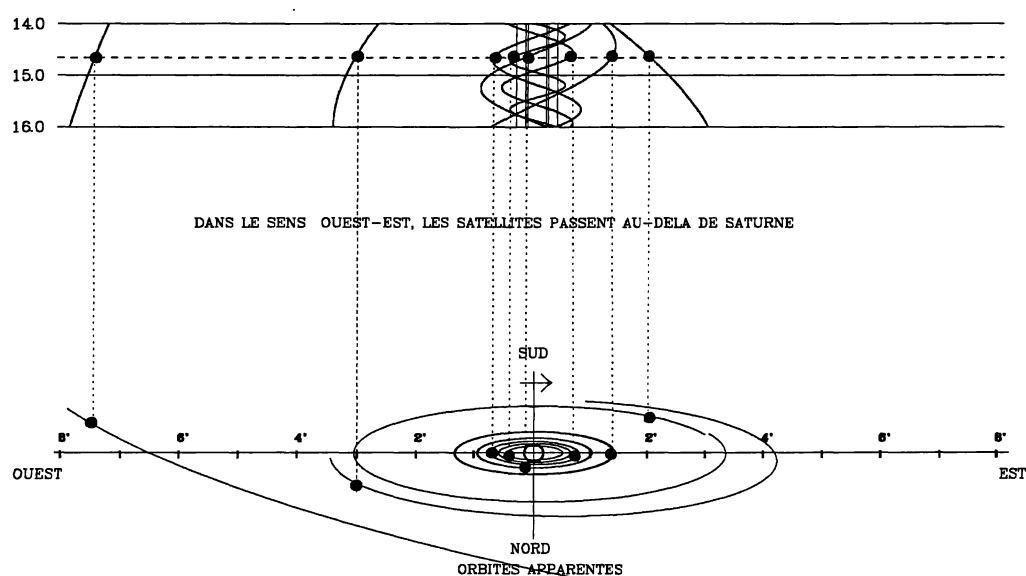 14.0
15.0
16.0
DANS LE SENS OUEST-EST, LES SATELLITES PASSENT AU-DELA DE SATURNE
SUD
8' 6' 4' 2' 2' 4' 6' 8'
OUEST EST
NORD
ORBITES APPARENTES